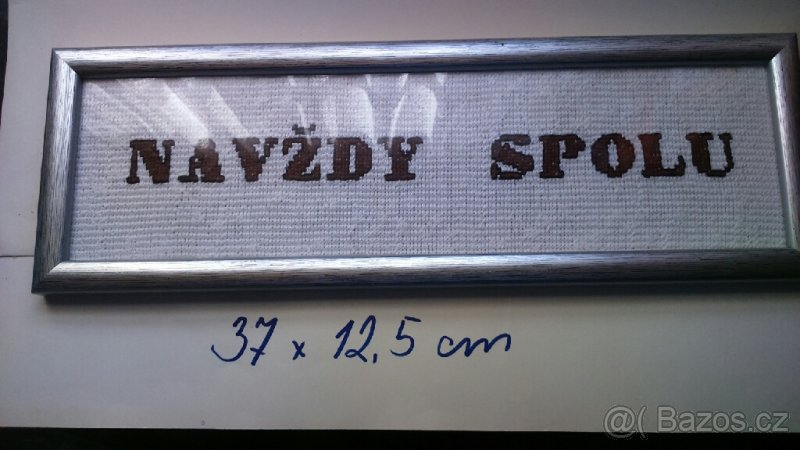 NAVŽDY SPOLU
37 x 12,5 cm
@( Bazos.cz